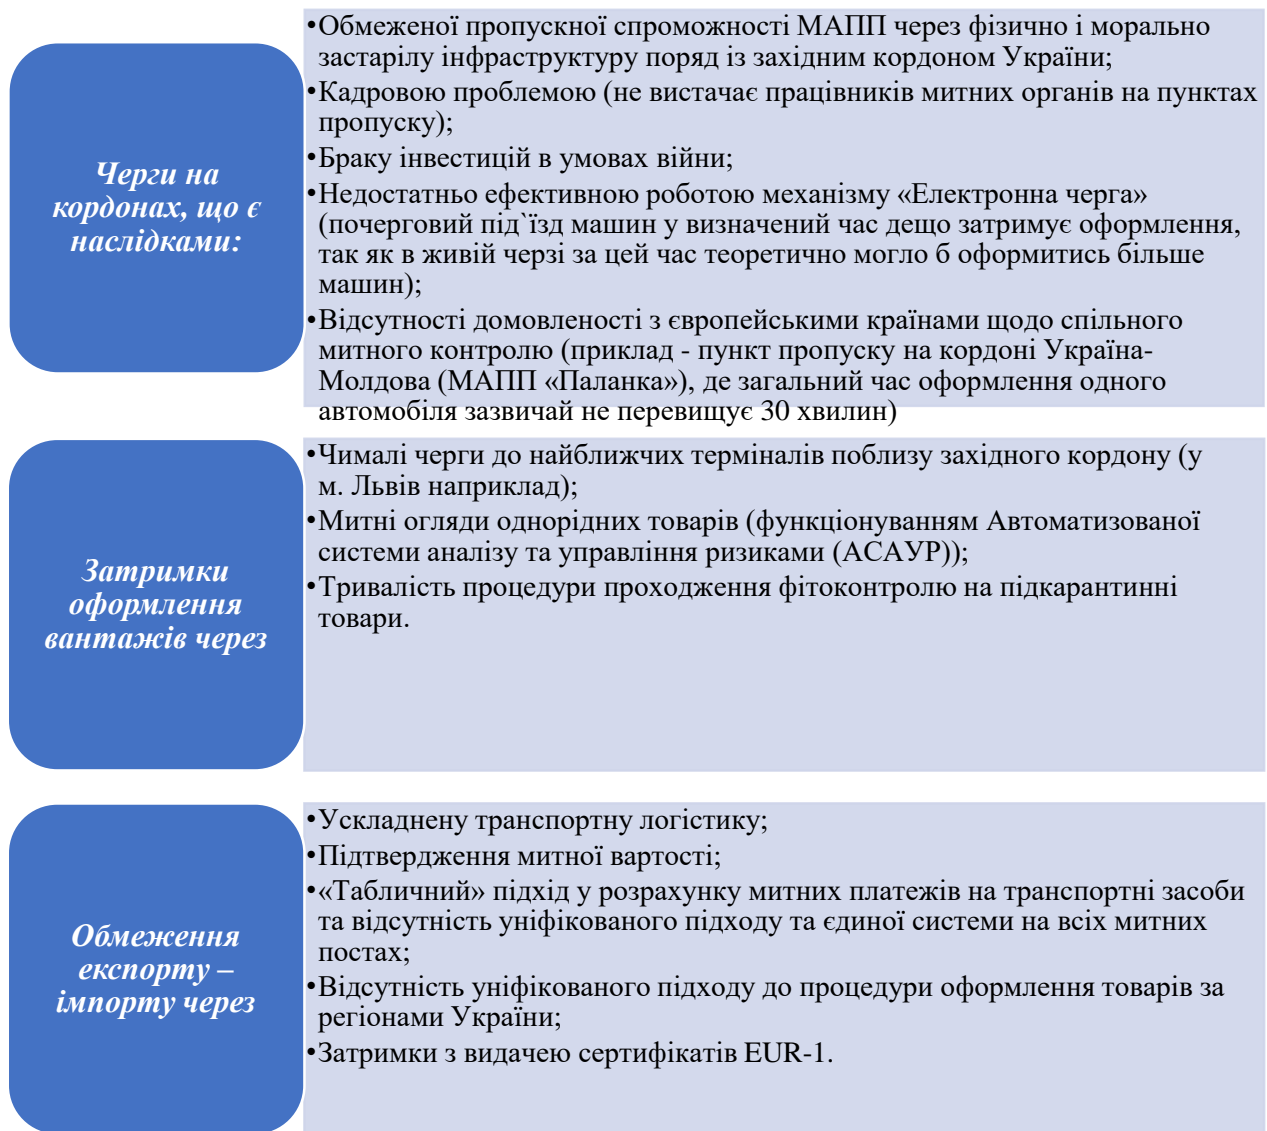 Черги на
кордонах, що є
наслідками:
•Обмеженої пропускної спроможності МАПП через фізично і морально
застарілу інфраструктуру поряд із західним кордоном України;
•Кадровою проблемою (не вистачає працівників митних органів на пунктах
пропуску);
•Браку інвестицій в умовах війни;
•Недостатньо ефективною роботою механізму «Електронна черга»
(почерговий під`їзд машин у визначений час дещо затримує оформлення,
так як в живій черзі за цей час теоретично могло б оформитись більше
машин);
•Відсутності домовленості з європейськими країнами щодо спільного
митного контролю (приклад - пункт пропуску на кордоні Україна-
Молдова (МАПП «Паланка»), де загальний час оформлення одного
автомобіля зазвичай не перевищує 30 хвилин)
Затримки
оформлення
вантажів через
•Чималі черги до найближчих терміналів поблизу західного кордону (у
м. Львів наприклад);
•Митні огляди однорідних товарів (функціонуванням Автоматизованої
системи аналізу та управління ризиками (АСАУР));
•Тривалість процедури проходження фітоконтролю на підкарантинні
товари.
Обмеження
експорту –
імпорту через
•Ускладнену транспортну логістику;
•Підтвердження митної вартості;
•«Табличний» підхід у розрахунку митних платежів на транспортні засоби
та відсутність уніфікованого підходу та єдиної системи на всіх митних
постах;
•Відсутність уніфікованого підходу до процедури оформлення товарів за
регіонами України;
•Затримки з видачею сертифікатів EUR-1.